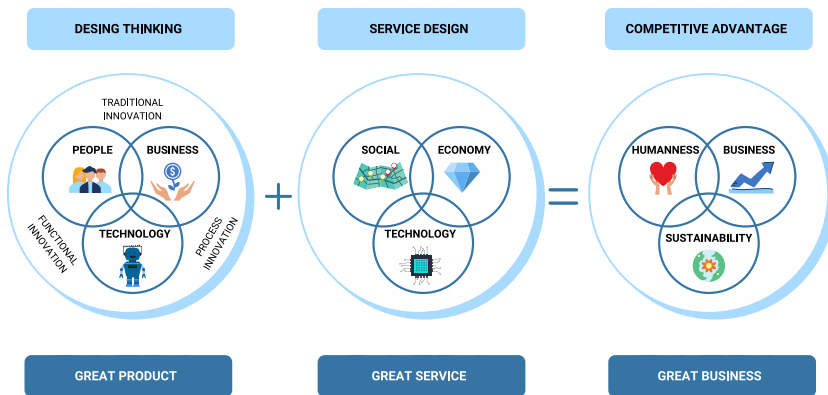 DESING THINKING
SERVICE DESIGN
COMPETITIVE ADVANTAGE
TRADITIONAL
INNOVATION
PEOPLE
BUSINESS
TECHNOLOGY
FUNCTIONAL
INNOVATION
PROCESS
INNOVATION
$
+
SOCIAL
ECONOMY
TECHNOLOGY
=
HUMANNESS
BUSINESS
SUSTAINABILITY
GREAT PRODUCT
GREAT SERVICE
GREAT BUSINESS